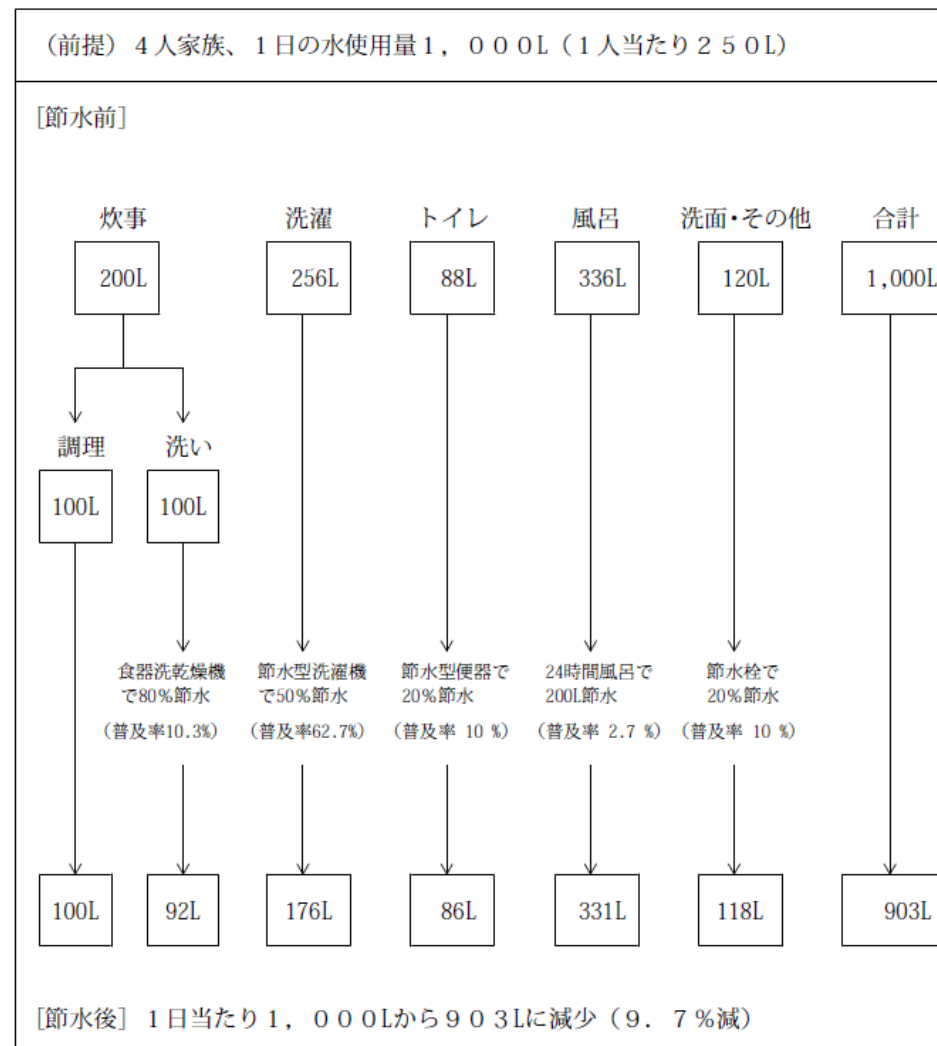 (前提) 4人家族、1日の水使用量1，000L（1人当たり250L）
[節水前]
炊事 洗濯 トイレ 風呂 洗面・その他 合計
200L 256L 88L 336L 120L 1,000L
調理 洗い
100L 100L
食器洗乾燥機 節水型洗濯機 節水型便器で 24時間風呂で 節水栓で
で80%節水 で50%節水 20%節水 200L節水 20%節水
(普及率10.3%) (普及率62.7%) (普及率 10 %) (普及率 2.7 %) (普及率 10 %)
100L 92L 176L 86L 331L 118L 903L
[節水後] 1日当たり1，000Lから903Lに減少（9．7%減）